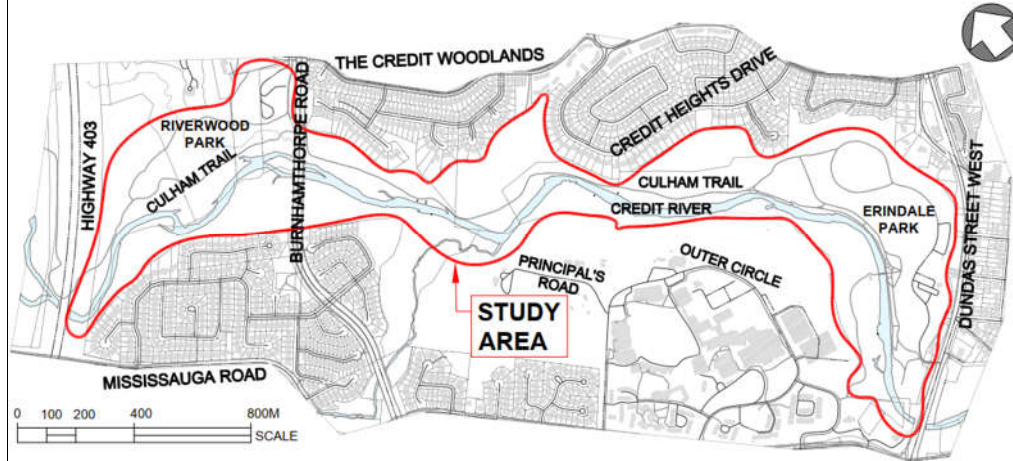 THE CREDIT WOODLANDS
CREDIT HEIGHTS DRIVE
BURNHAMTHORPE ROAD
RIVERWOOD
PARK
HIGHWAY 403
CULHAM TRAIL
CULHAM TRAIL
CREDIT RIVER
ERINDALE
PARK
DUNDAS STREET WEST
PRINCIPAL'S
ROAD
OUTER CIRCLE
STUDY
AREA
MISSISSAUGA ROAD
0 100 200 400 800M
SCALE